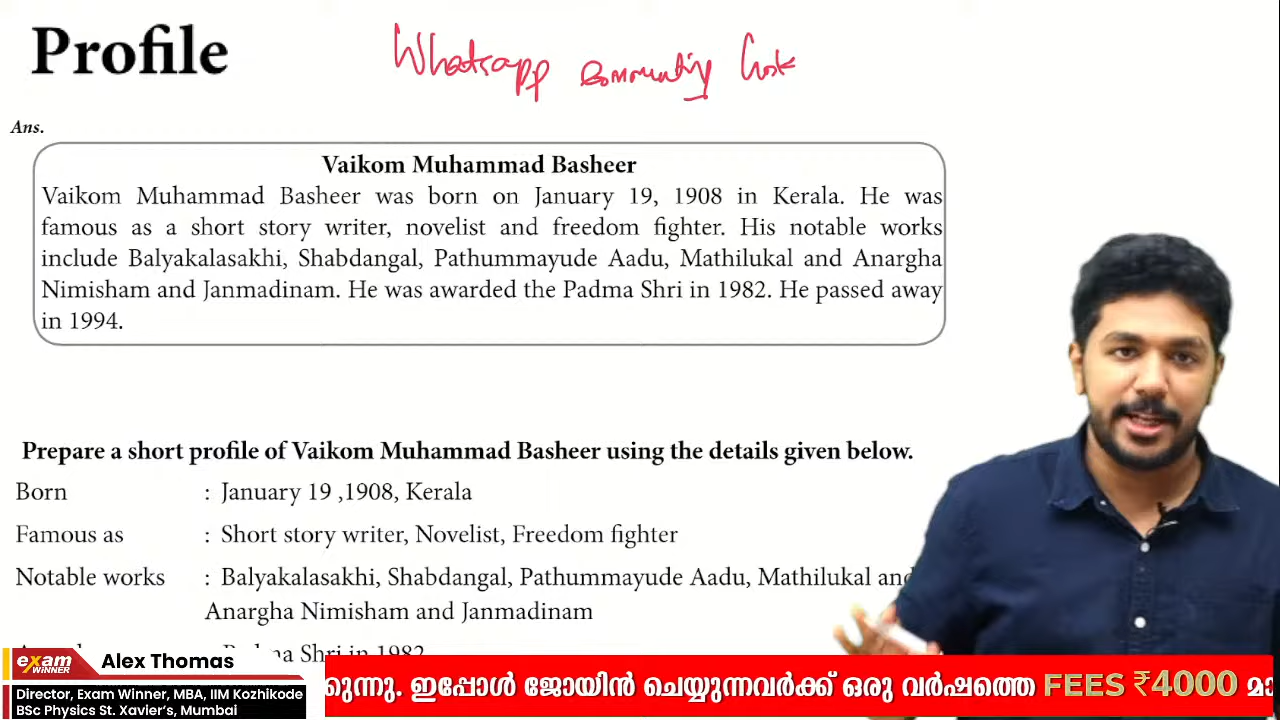 Profile
Whatsapp community
Ans.
Vaikom Muhammad Basheer
Vaikom Muhammad Basheer was born on January 19, 1908 in Kerala. He was
famous as a short story writer, novelist and freedom fighter. His notable works
include Balyakalasakhi, Shabdangal, Pathummayude Aadu, Mathilukal and Anargha
Nimisham and Janmadinam. He was awarded the Padma Shri in 1982. He passed away
in 1994.
Prepare a short profile of Vaikom Muhammad Basheer using the details given below.
Born : January 19 ,1908, Kerala
Famous as : Short story writer, Novelist, Freedom fighter
Notable works : Balyakalasakhi, Shabdangal, Pathummayude Aadu, Mathilukal and
Anargha Nimisham and Janmadinam
Shri in 1982
exam WINNER
Alex Thomas
Director, Exam Winner, MBA, IIM Kozhikode
BSc Physics St. Xavier's, Mumbai
ഇപ്പോൾ ജോയിൻ ചെയ്യുന്നവർക്ക് ഒരു വർഷത്തെ FEES ₹4000